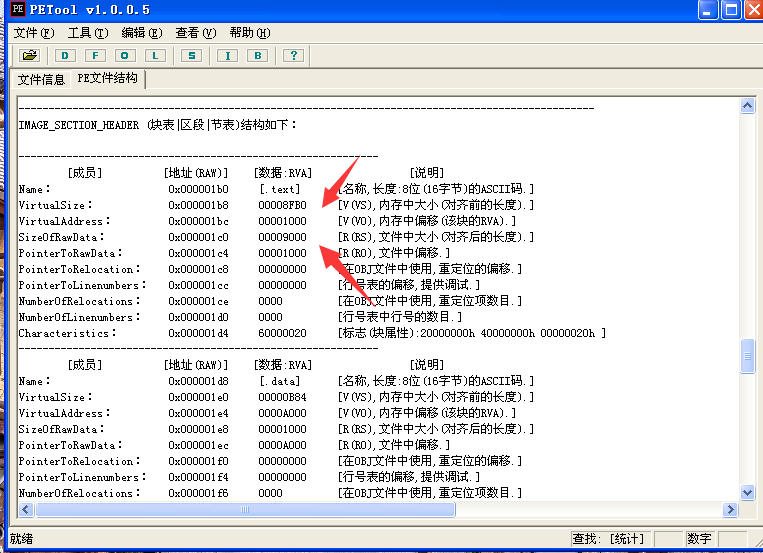 PE PETool v1.0.0.5
文件(F) 工具(T) 编辑(E) 查看(V) 帮助(H)
D F O L S I B ?
文件信息 PE文件结构
------------------------------------------------------------------------------------------------
IMAGE_SECTION_HEADER (块表|区段|节表)结构如下:
------------------------------------------------------------
[成员] [地址(RAW)] [数据:RVA] [说明]
Name: 0x000001b0 [.text] [名称,长度:8位(16字节)的ASCII码.]
VirtualSize: 0x000001b8 00008FB0 [V(VS),内存中大小(对齐前的长度).]
VirtualAddress: 0x000001bc 00001000 [V(VO),内存中偏移(该块的RVA).]
SizeOfRawData: 0x000001c0 00009000 [R(RS),文件中大小(对齐后的长度).]
PointerToRawData: 0x000001c4 00001000 [R(RO),文件中偏移.]
PointerToRelocation: 0x000001c8 00000000 [在OBJ文件中使用,重定位的偏移.]
PointerToLinenumbers: 0x000001cc 00000000 [行号表的偏移,提供调试.]
NumberOfRelocations: 0x000001ce 0000 [在OBJ文件中使用,重定位项数目.]
NumberOfLinenumbers: 0x000001d0 0000 [行号表中行号的数目.]
Characteristics: 0x000001d4 60000020 [标志(块属性):20000000h 40000000h 00000020h ]
------------------------------------------------------------
[成员] [地址(RAW)] [数据:RVA] [说明]
Name: 0x000001d8 [.data] [名称,长度:8位(16字节)的ASCII码.]
VirtualSize: 0x000001e0 00000B84 [V(VS),内存中大小(对齐前的长度).]
VirtualAddress: 0x000001e4 0000A000 [V(VO),内存中偏移(该块的RVA).]
SizeOfRawData: 0x000001e8 00001000 [R(RS),文件中大小(对齐后的长度).]
PointerToRawData: 0x000001ec 0000A000 [R(RO),文件中偏移.]
PointerToRelocation: 0x000001f0 00000000 [在OBJ文件中使用,重定位的偏移.]
PointerToLinenumbers: 0x000001f4 00000000 [行号表的偏移,提供调试.]
NumberOfRelocations: 0x000001f6 0000 [在OBJ文件中使用,重定位项数目.]
就绪 查找: [统计] 数字